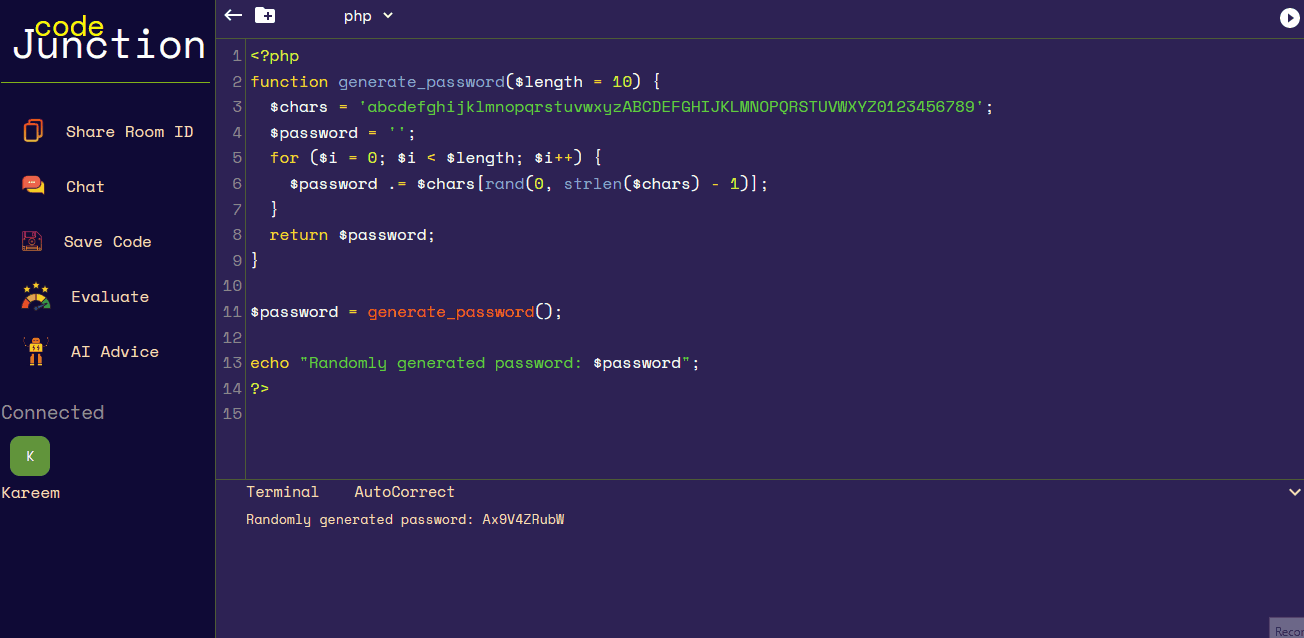 code
Junction
Share Room ID
Chat
Save Code
Evaluate
AI Advice
Connected
K
Kareem
php
1 <?php
2 function generate_password($length = 10) {
3   $chars = 'abcdefghijklmnopqrstuvwxyzABCDEFGHIJKLMNOPQRSTUVWXYZ0123456789';
4   $password = '';
5   for ($i = 0; $i < $length; $i++) {
6     $password .= $chars[rand(0, strlen($chars) - 1)];
7   }
8   return $password;
9 }
10
11 $password = generate_password();
12
13 echo "Randomly generated password: $password";
14 ?>
15
Terminal AutoCorrect
Randomly generated password: Ax9V4ZRubW